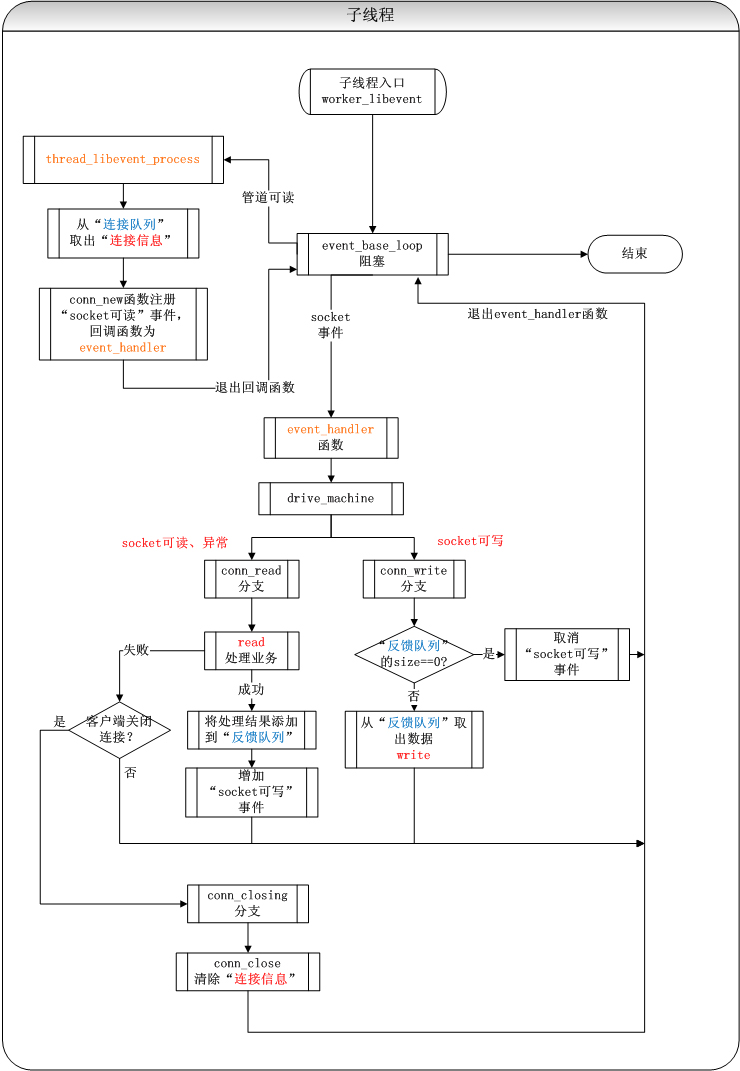 子线程
子线程入口
worker_libevent
thread_libevent_process
管道可读
从“连接队列”
取出“连接信息”
event_base_loop
阻塞
结束
conn_new函数注册
“socket可读”事件，
回调函数为
event_handler
socket
事件
退出event_handler函数
退出回调函数
event_handler
函数
drive_machine
socket可读、异常
socket可写
conn_read
分支
conn_write
分支
失败
read
处理业务
“反馈队列”
的size==0?
是
取消
“socket可写”
事件
成功
否
是
客户端关闭
连接？
将处理结果添加
到“反馈队列”
从“反馈队列”取
出数据
write
否
增加
“socket可写”
事件
conn_closing
分支
conn_close
清除“连接信息”